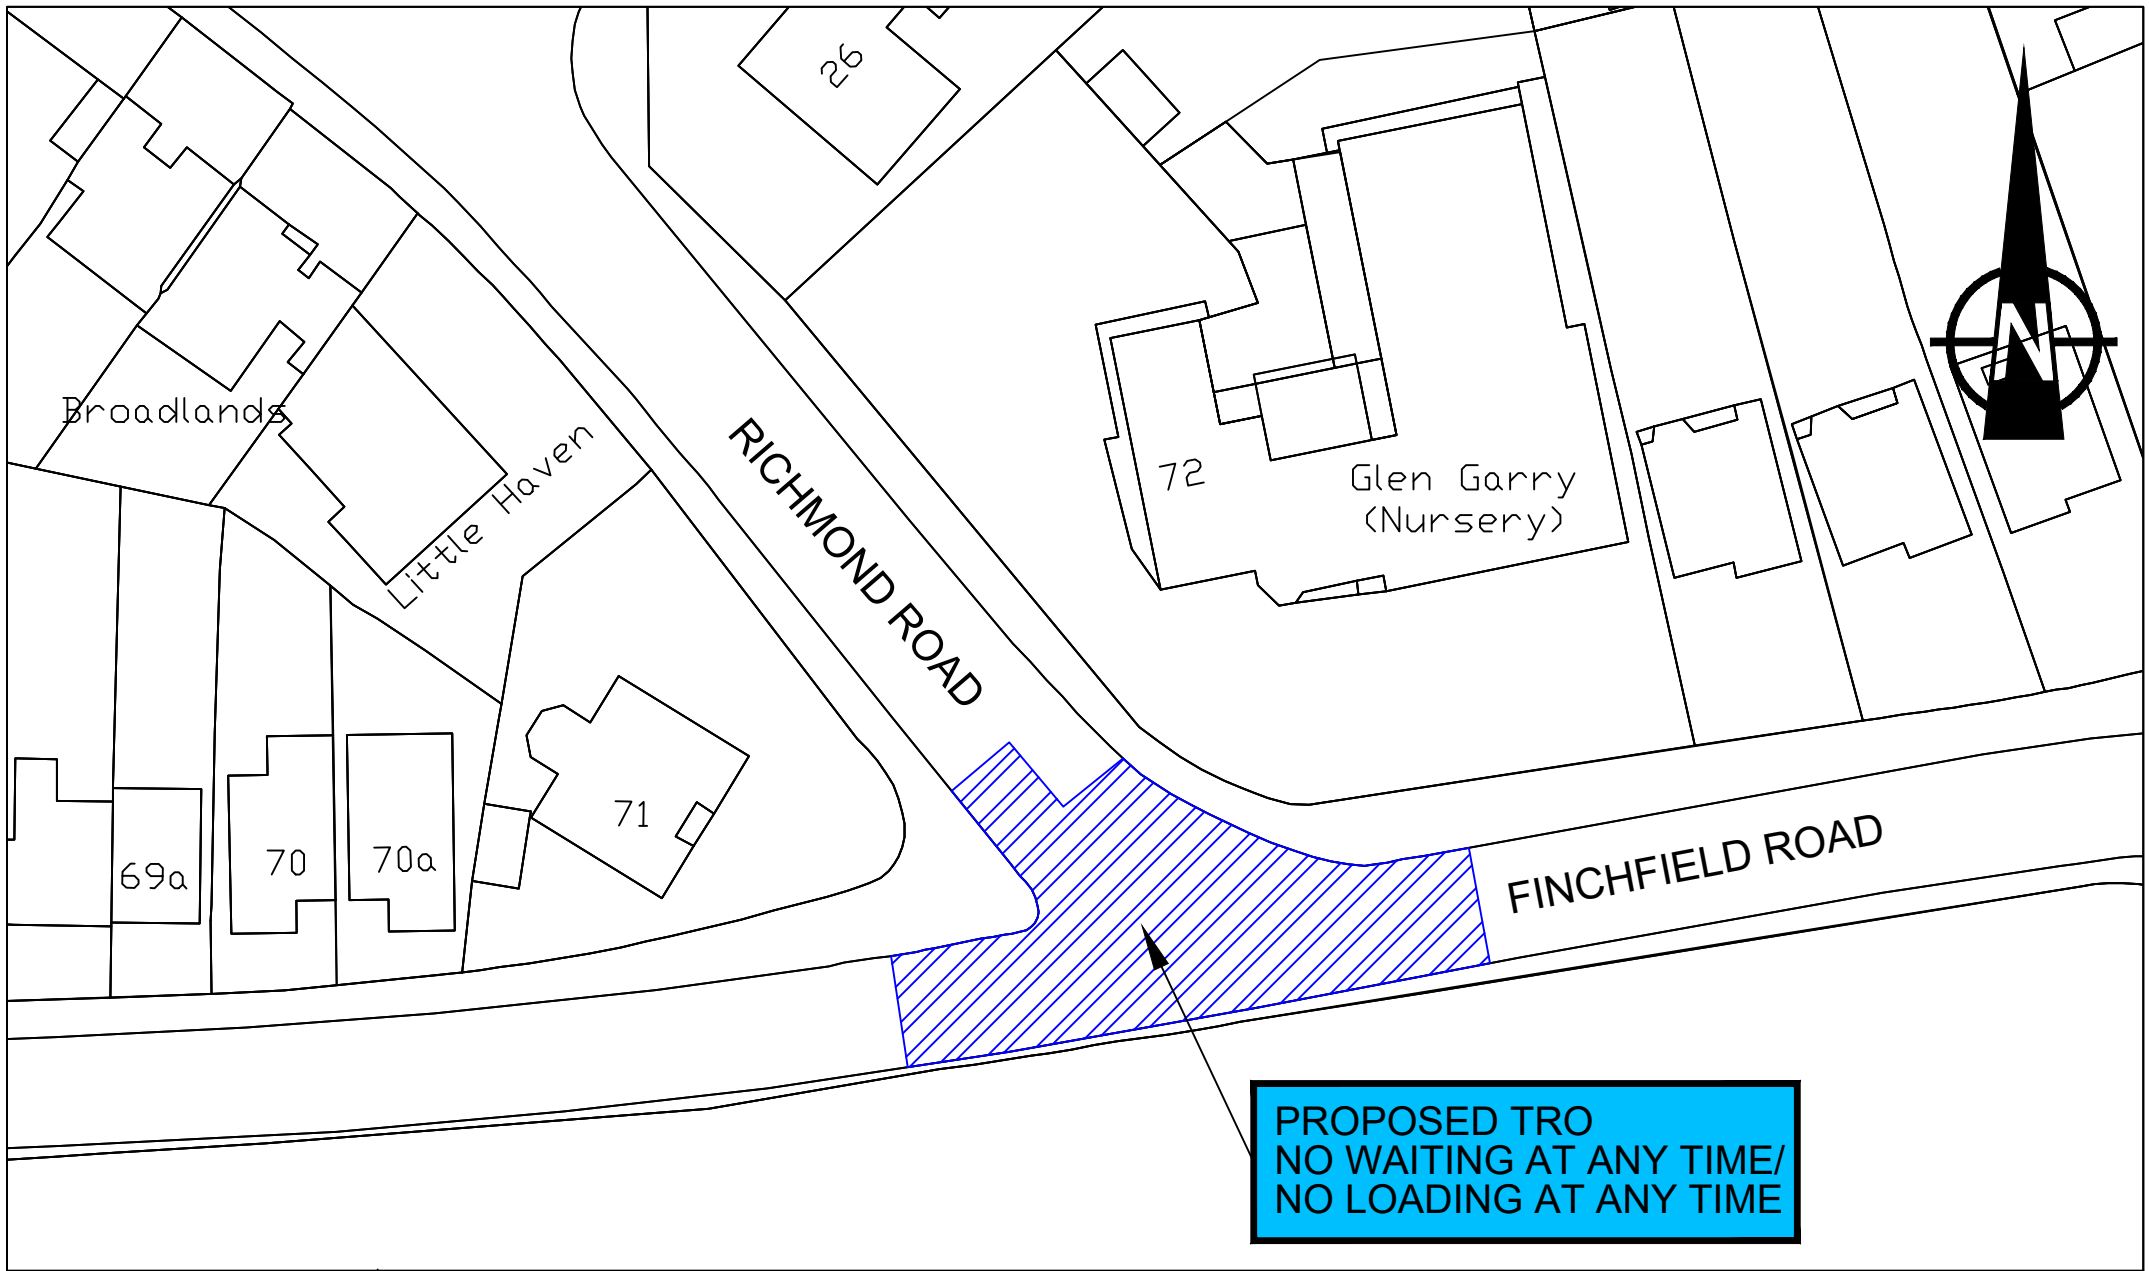 26
N
Broadlands
Little Haven
RICHMOND ROAD
72
Glen Garry
(Nursery)
71
69a
70
70a
FINCHFIELD ROAD
PROPOSED TRO
NO WAITING AT ANY TIME/
NO LOADING AT ANY TIME